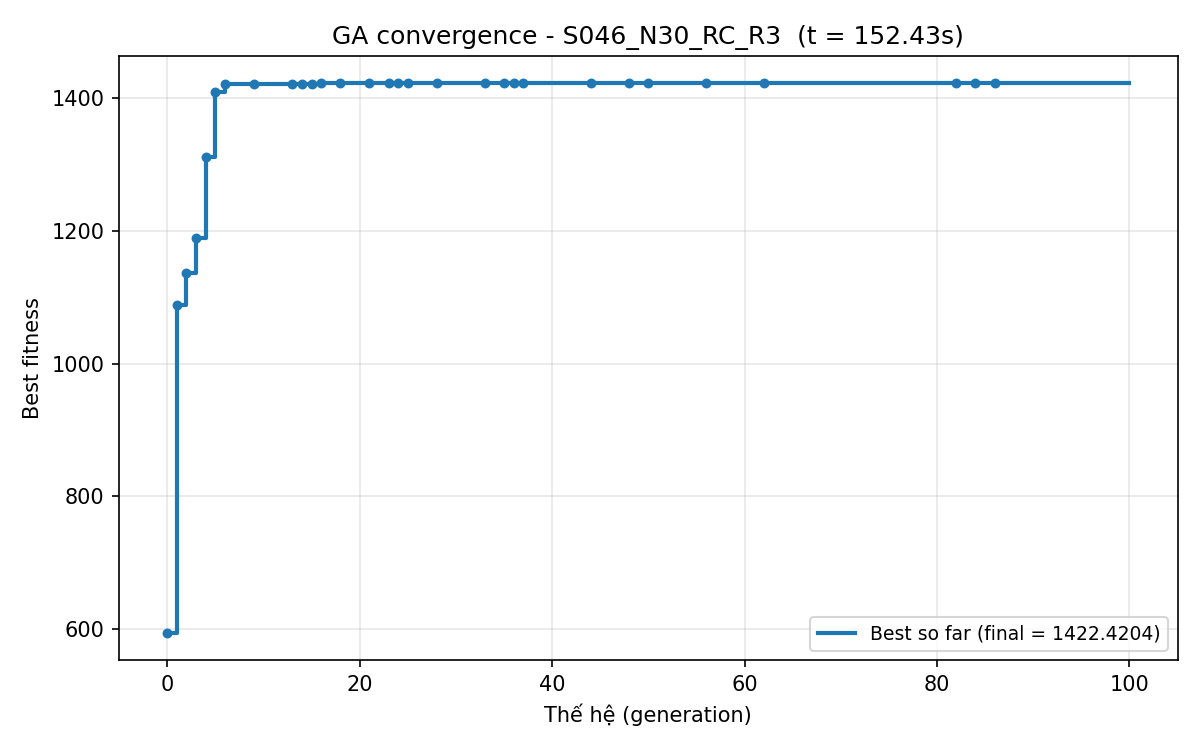 GA convergence - S046_N30_RC_R3 (t = 152.43s)
Best fitness
1400
1200
1000
800
600
Best so far (final = 1422.4204)
0 20 40 60 80 100
Thế hệ (generation)